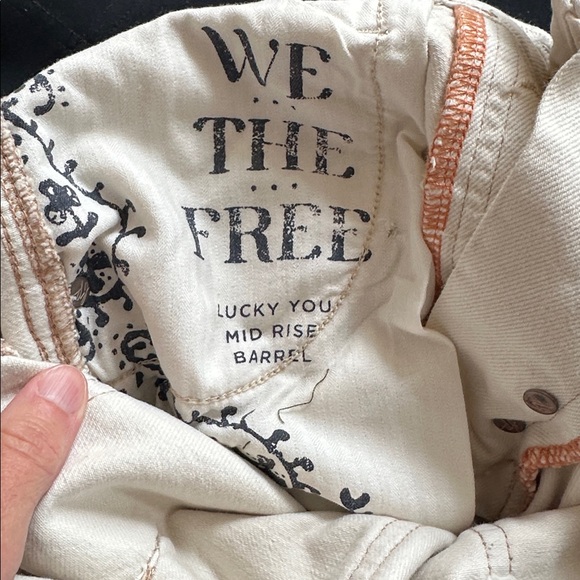 WE
THE
FREE
LUCKY YOU
MID RISE
BARREL